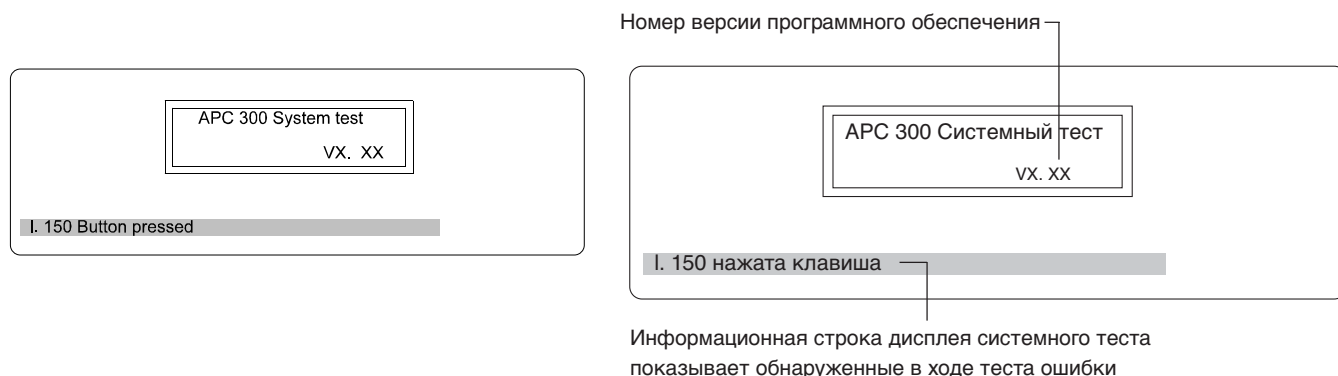 Номер версии программного обеспечения
APC 300 System test
VX. XX
I. 150 Button pressed
APC 300 Системный тест
VX. XX
I. 150 нажата клавиша
Информационная строка дисплея системного теста
показывает обнаруженные в ходе теста ошибки